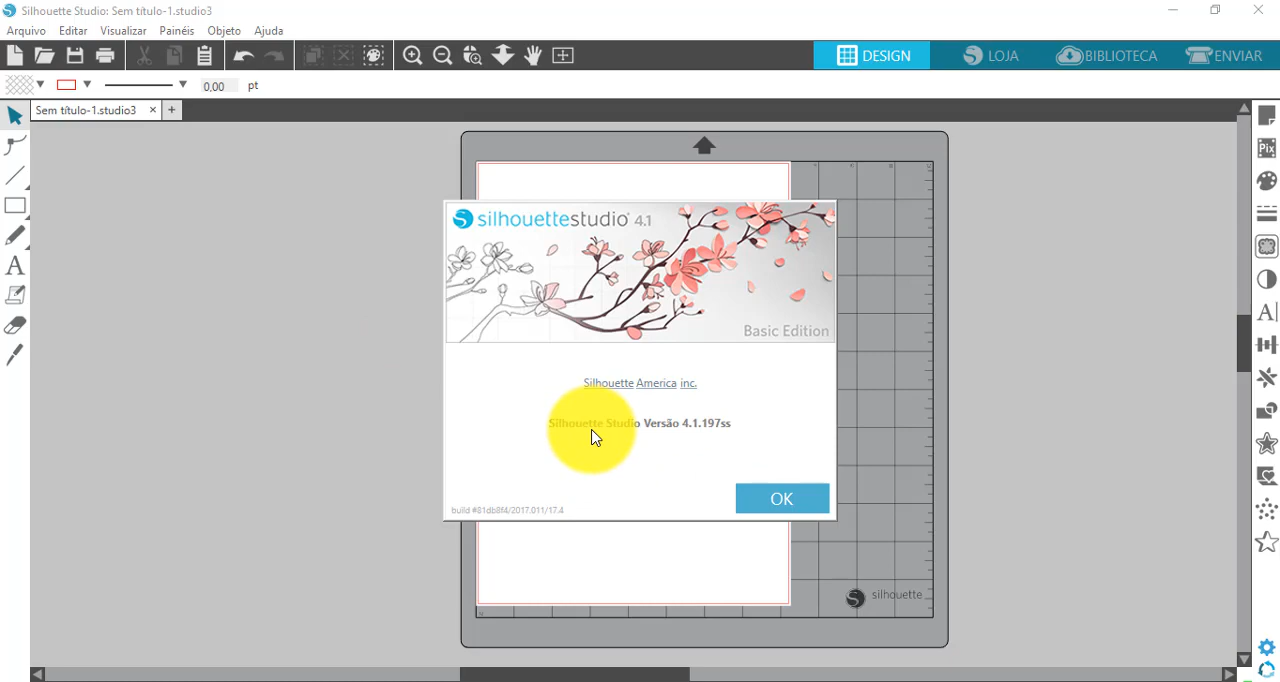 Silhouette Studio: Sem título-1.studio3
Arquivo Editar Visualizar Painéis Objeto Ajuda
DESIGN LOJA BIBLIOTECA ENVIAR
0,00 pt
Sem título-1.studio3 × +
Pix
silhouettestudio 4.1
Basic Edition
Silhouette America inc.
Silhouette Studio Versão 4.1.197ss
OK
build #81db8f4/2017.011/17.4
silhouette